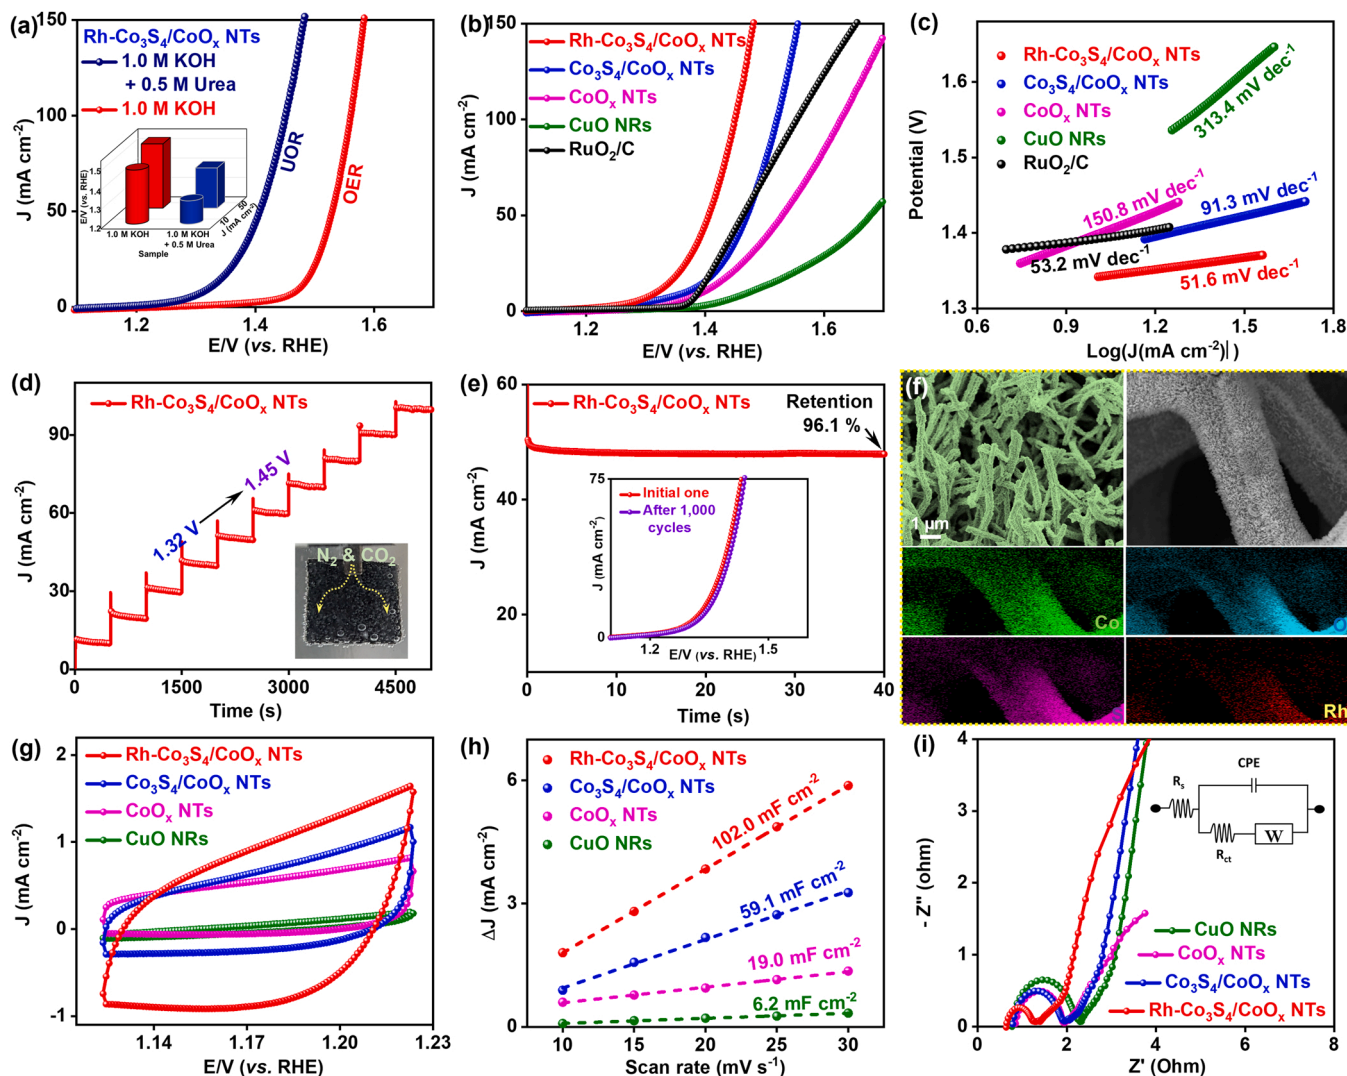 (a)
Rh-Co₃S₄/CoOₓ NTs
1.0 M KOH
+ 0.5 M Urea
1.0 M KOH
UOR
OER
150
100
50
0
J (mA cm⁻²)
1.2
1.4
1.6
E/V (vs. RHE)
E/V (vs. RHE)
1.5
1.4
1.3
1.2
1.0 M KOH
1.0 M KOH
+ 0.5 M Urea
Sample
10
50
J (mA cm⁻²)
(b)
Rh-Co₃S₄/CoOₓ NTs
Co₃S₄/CoOₓ NTs
CoOₓ NTs
CuO NRs
RuO₂/C
150
100
50
0
J (mA cm⁻²)
1.2
1.4
1.6
E/V (vs. RHE)
(c)
Rh-Co₃S₄/CoOₓ NTs
Co₃S₄/CoOₓ NTs
CoOₓ NTs
CuO NRs
RuO₂/C
313.4 mV dec⁻¹
150.8 mV dec⁻¹
91.3 mV dec⁻¹
53.2 mV dec⁻¹
51.6 mV dec⁻¹
1.6
1.5
1.4
1.3
Potential (V)
0.6
0.9
1.2
1.5
1.8
Log(J(mA cm⁻²)| )
(d)
Rh-Co₃S₄/CoOₓ NTs
1.32 V
1.45 V
N₂ & CO₂
90
60
30
0
J (mA cm⁻²)
0
1500
3000
4500
Time (s)
(e)
Rh-Co₃S₄/CoOₓ NTs
Retention
96.1 %
60
48
36
24
12
J (mA cm⁻²)
0
10
20
30
40
Time (s)
Initial one
After 1,000
cycles
75
0
J (mA cm⁻²)
1.2
1.5
E/V (vs. RHE)
(f)
1 µm
Co
O
S
Rh
(g)
Rh-Co₃S₄/CoOₓ NTs
Co₃S₄/CoOₓ NTs
CoOₓ NTs
CuO NRs
2
1
0
-1
J (mA cm⁻²)
1.14
1.17
1.20
1.23
E/V (vs. RHE)
(h)
Rh-Co₃S₄/CoOₓ NTs
Co₃S₄/CoOₓ NTs
CoOₓ NTs
CuO NRs
102.0 mF cm⁻²
59.1 mF cm⁻²
19.0 mF cm⁻²
6.2 mF cm⁻²
6
3
0
ΔJ (mA cm⁻²)
10
15
20
25
30
Scan rate (mV s⁻¹)
(i)
CPE
Rₛ
R꜀ₜ
W
CuO NRs
CoOₓ NTs
Co₃S₄/CoOₓ NTs
Rh-Co₃S₄/CoOₓ NTs
4
3
2
1
0
- Z" (ohm)
0
2
4
6
8
Z' (Ohm)